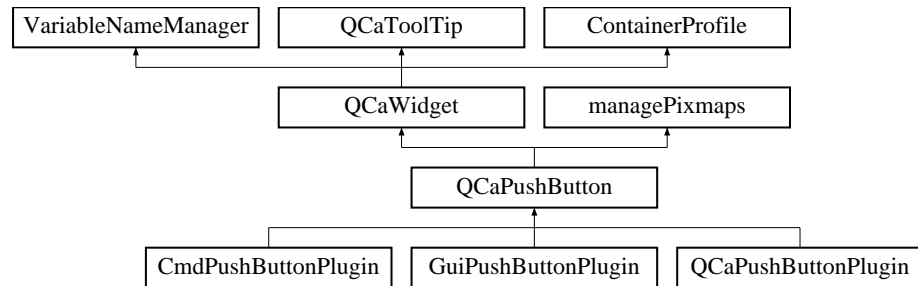 VariableNameManager QCaToolTip ContainerProfile
QCaWidget managePixmaps
QCaPushButton
CmdPushButtonPlugin GuiPushButtonPlugin QCaPushButtonPlugin